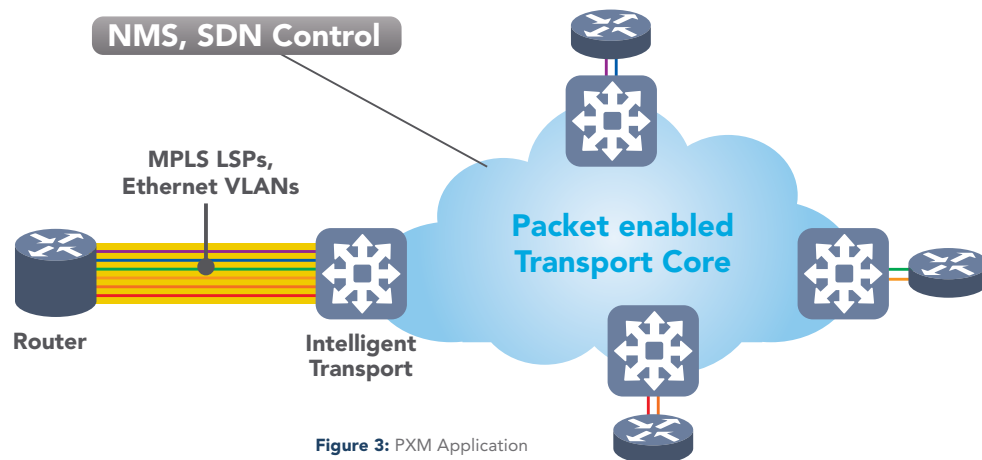 NMS, SDN Control
MPLS LSPs,
Ethernet VLANs
Packet enabled
Transport Core
Router
Intelligent
Transport
Figure 3: PXM Application